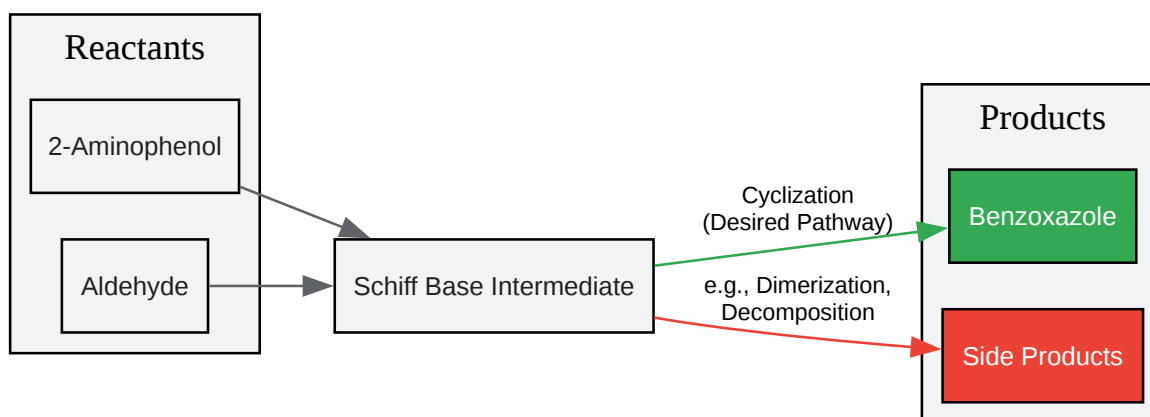 Reactants
2-Aminophenol
Aldehyde
Schiff Base Intermediate
Cyclization
(Desired Pathway)
e.g., Dimerization,
Decomposition
Products
Benzoxazole
Side Products